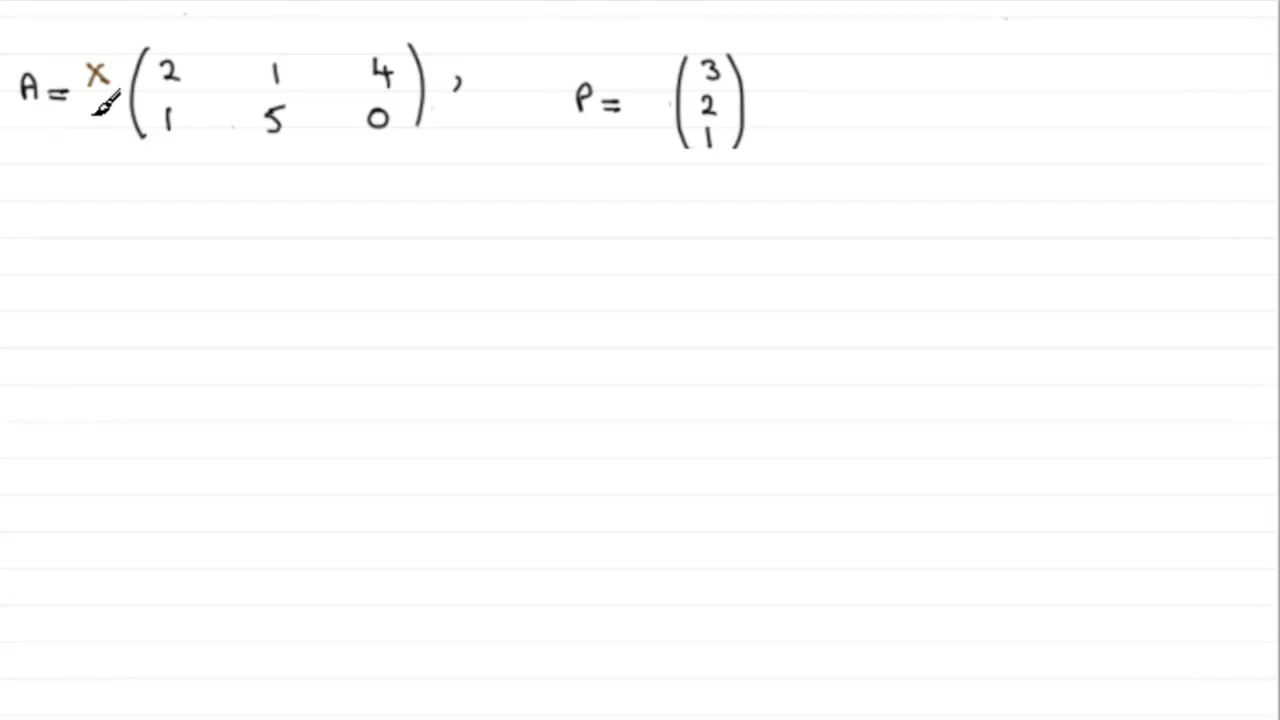 A = X ( 2 1 4 ) , P = ( 3 )
( 1 5 0 ) ( 2 )
( 1 )